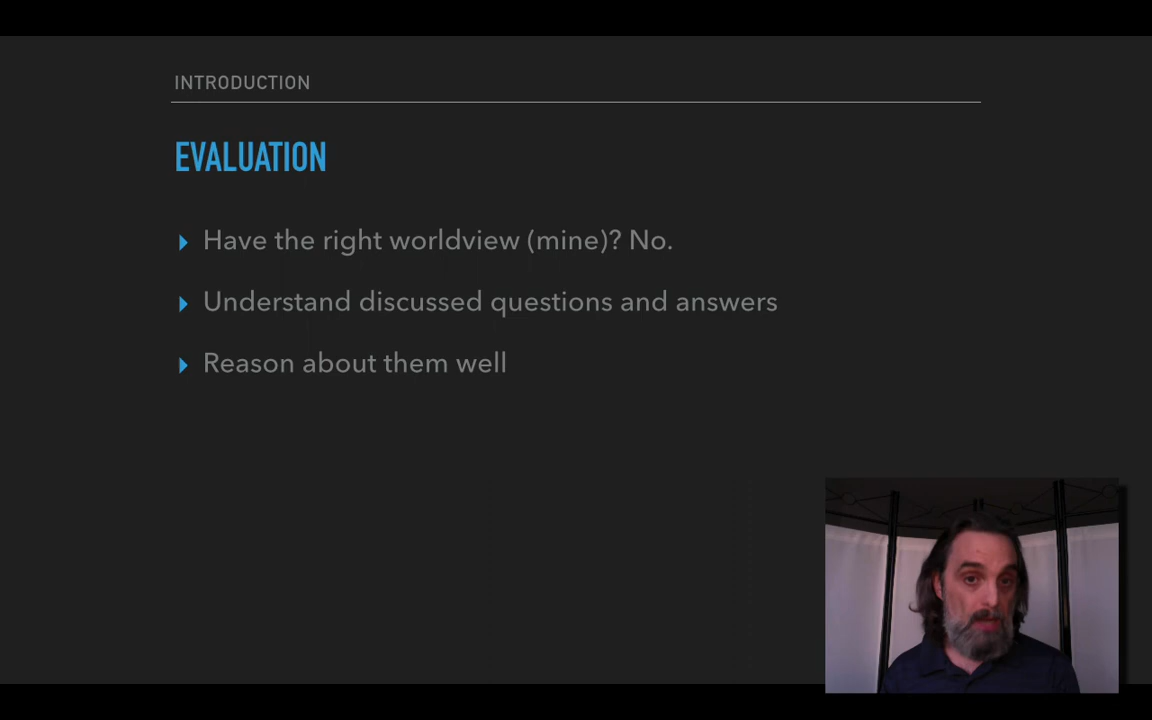 INTRODUCTION
EVALUATION
Have the right worldview (mine)? No.
Understand discussed questions and answers
Reason about them well